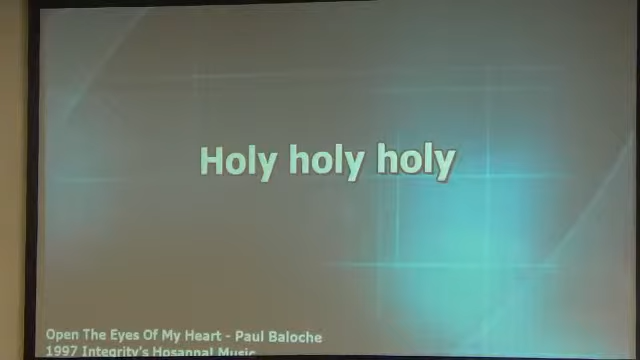 Holy holy holy
Open The Eyes Of My Heart - Paul Baloche
1997 Integrity's Hosanna! Music